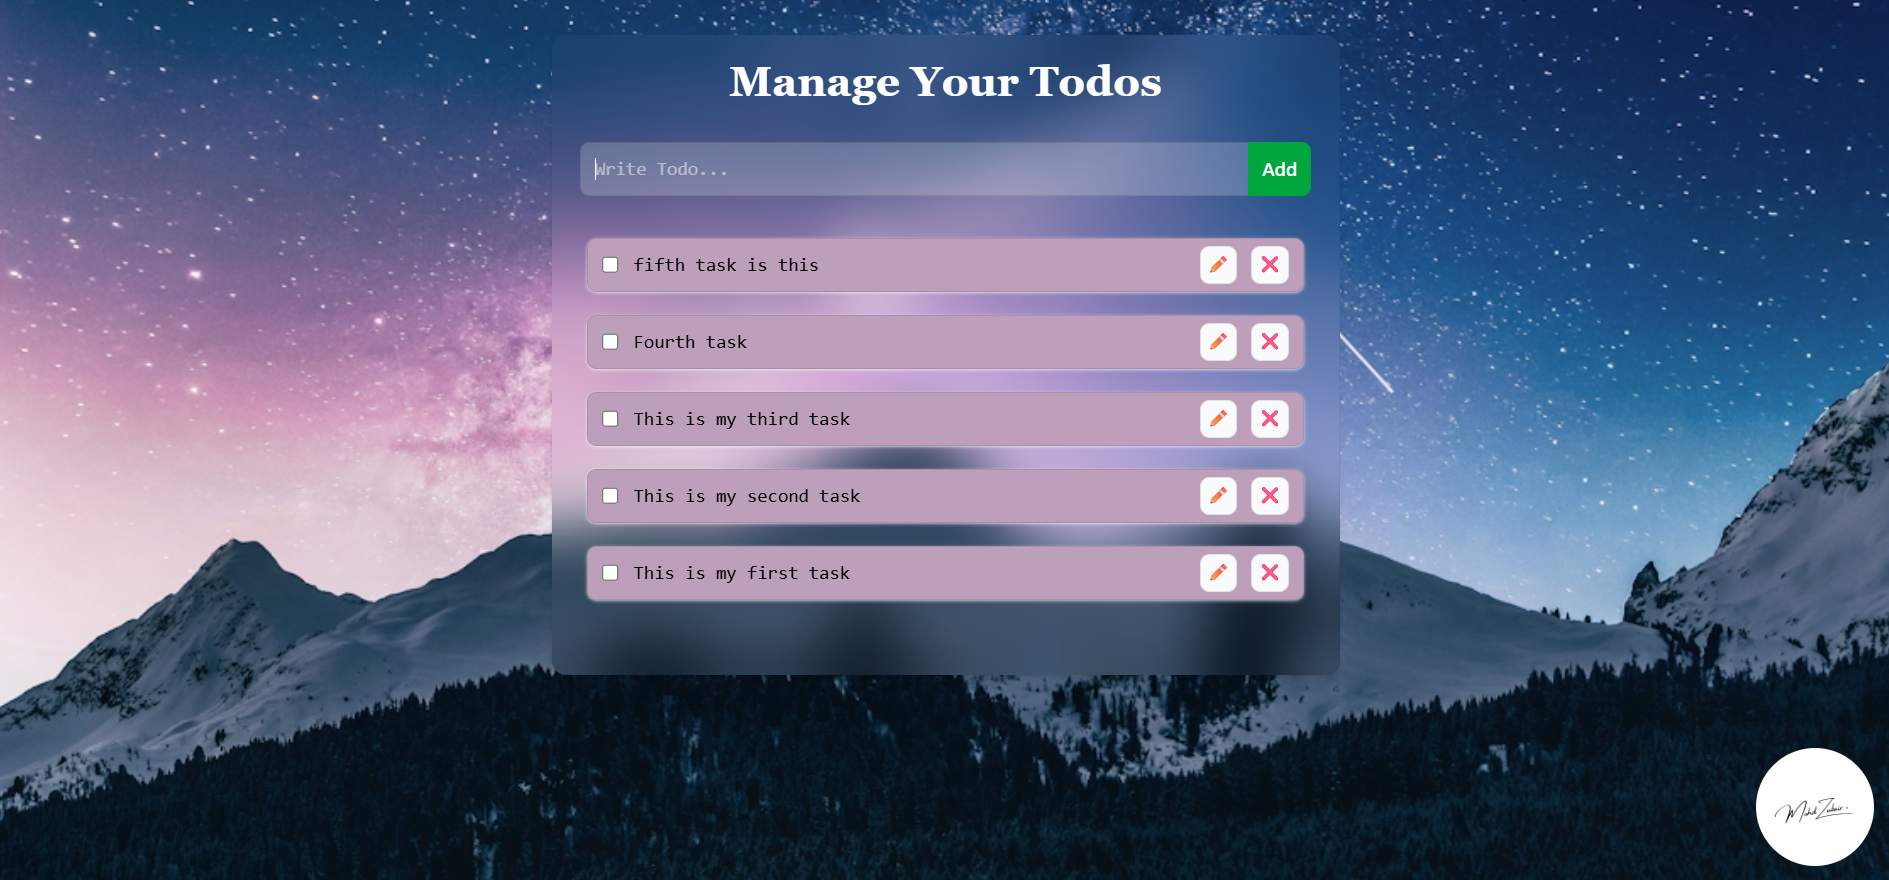 Manage Your Todos
Write Todo...
Add
fifth task is this
Fourth task
This is my third task
This is my second task
This is my first task